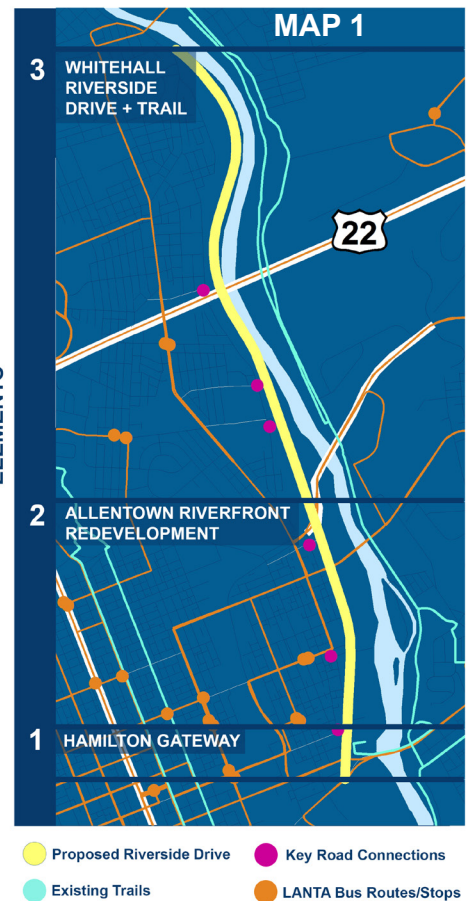 MAP 1
3
WHITEHALL
RIVERSIDE
DRIVE + TRAIL
22
ELEMENTS
2
ALLENTOWN RIVERFRONT
REDEVELOPMENT
1
HAMILTON GATEWAY
Proposed Riverside Drive
Key Road Connections
Existing Trails
LANTA Bus Routes/Stops